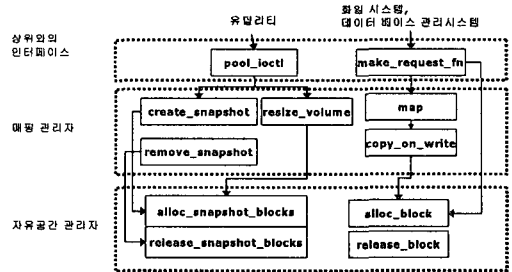 유틸리티
화일 시스템,
데이터 베이스 관리시스템
상위와의
인터페이스
pool_ioctl
make_request_fn
매핑 관리자
create_snapshot
resize_volume
map
remove_snapshot
copy_on_write
자유공간 관리자
alloc_snapshot_blocks
alloc_block
release_snapshot_blocks
release_block